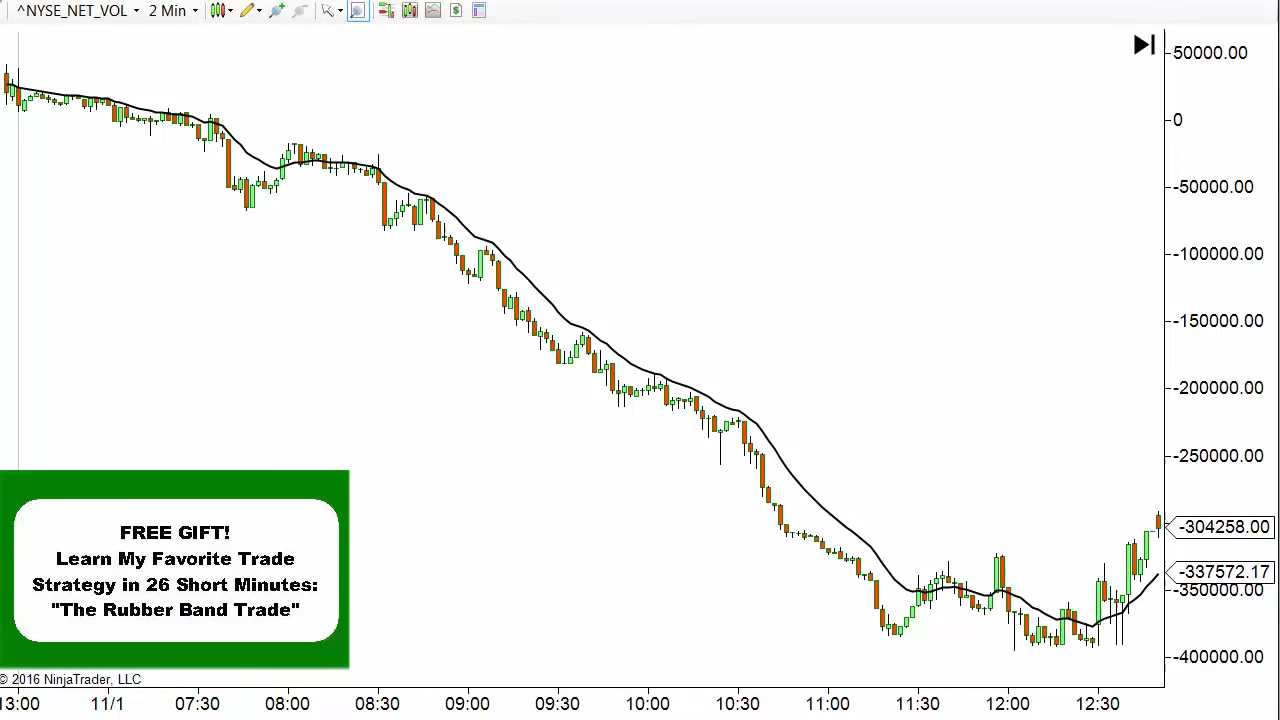 ^NYSE_NET_VOL 2 Min
50000.00
0
-50000.00
-100000.00
-150000.00
-200000.00
-250000.00
-304258.00
-337572.17
-350000.00
-400000.00
FREE GIFT!
Learn My Favorite Trade
Strategy in 26 Short Minutes:
"The Rubber Band Trade"
© 2016 NinjaTrader, LLC
13:00 11/1 07:30 08:00 08:30 09:00 09:30 10:00 10:30 11:00 11:30 12:00 12:30